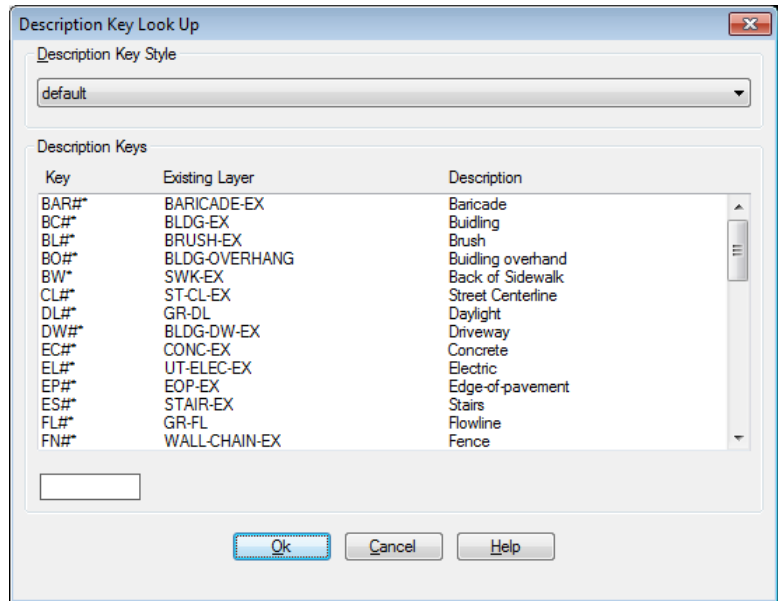 Description Key Look Up
Description Key Style
default
Description Keys
Key Existing Layer Description
BAR#* BARICADE-EX Baricade
BC#* BLDG-EX Buidling
BL#* BRUSH-EX Brush
BO#* BLDG-OVERHANG Buidling overhand
BW* SWK-EX Back of Sidewalk
CL#* ST-CL-EX Street Centerline
DL#* GR-DL Daylight
DW#* BLDG-DW-EX Driveway
EC#* CONC-EX Concrete
EL#* UT-ELEC-EX Electric
EP#* EOP-EX Edge-of-pavement
ES#* STAIR-EX Stairs
FL#* GR-FL Flowline
FN#* WALL-CHAIN-EX Fence
Ok Cancel Help